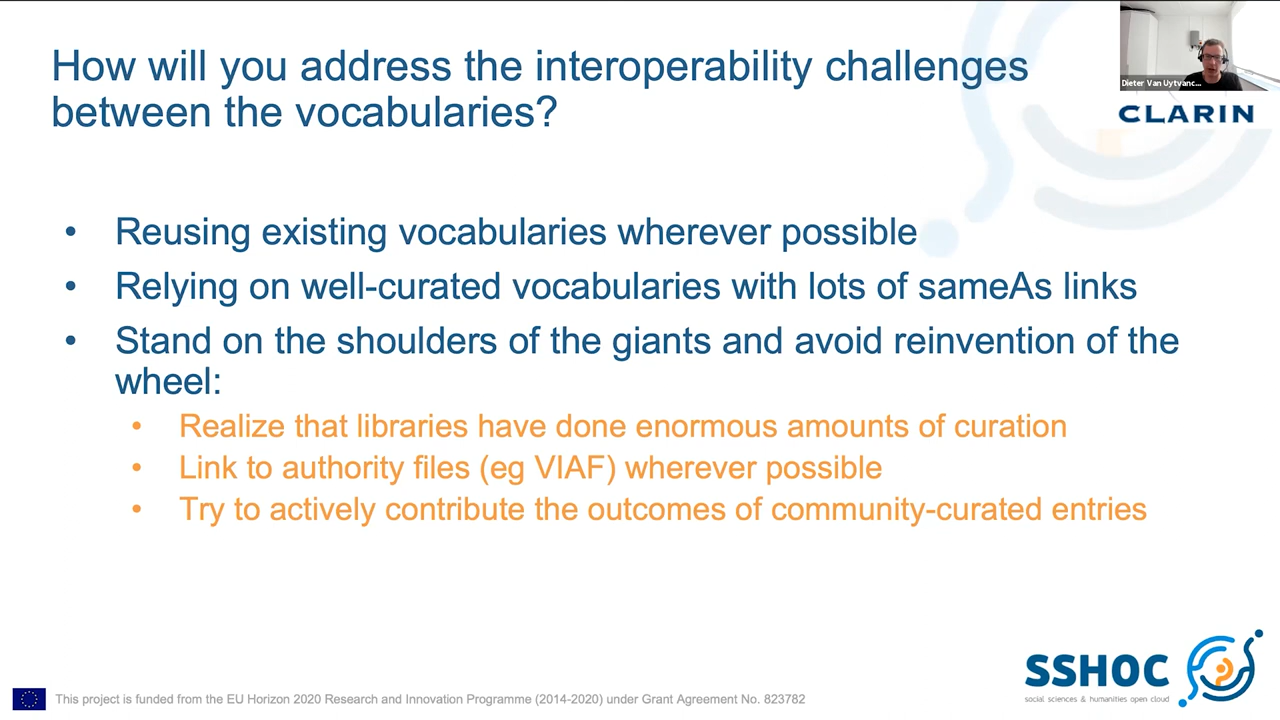 How will you address the interoperability challenges
between the vocabularies?
Dieter Van Uytvanc...
CLARIN
• Reusing existing vocabularies wherever possible
• Relying on well-curated vocabularies with lots of sameAs links
• Stand on the shoulders of the giants and avoid reinvention of the
wheel:
• Realize that libraries have done enormous amounts of curation
• Link to authority files (eg VIAF) wherever possible
• Try to actively contribute the outcomes of community-curated entries
SSHOC
social sciences & humanities open cloud
This project is funded from the EU Horizon 2020 Research and Innovation Programme (2014-2020) under Grant Agreement No. 823782